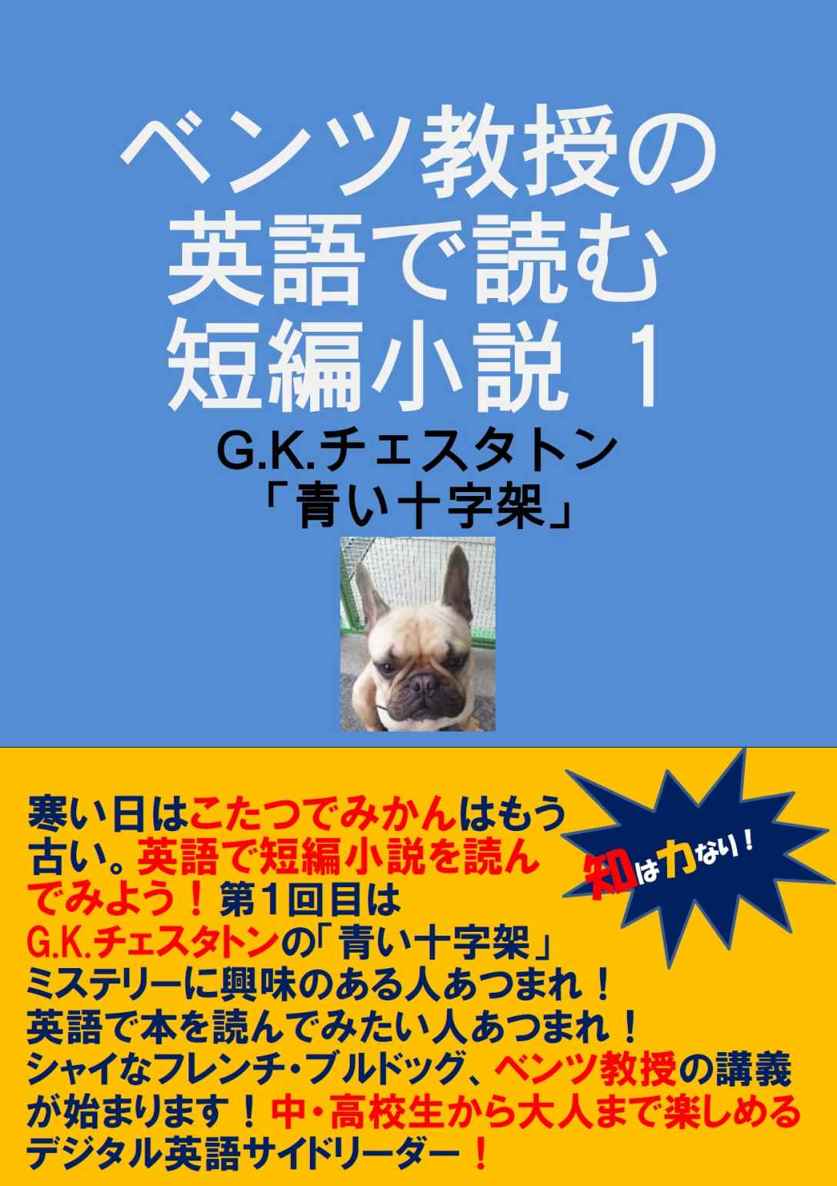 ベンツ教授の
英語で読む
短編小説 1
G.K.チェスタトン
「青い十字架」
寒い日はこたつでみかんはもう
古い。英語で短編小説を読ん
でみよう！第１回目は
G.K.チェスタトンの「青い十字架」
ミステリーに興味のある人あつまれ！
英語で本を読んでみたい人あつまれ！
シャイなフレンチ・ブルドッグ、ベンツ教授の講義
が始まります！中・高校生から大人まで楽しめる
デジタル英語サイドリーダー！
知は力なり！